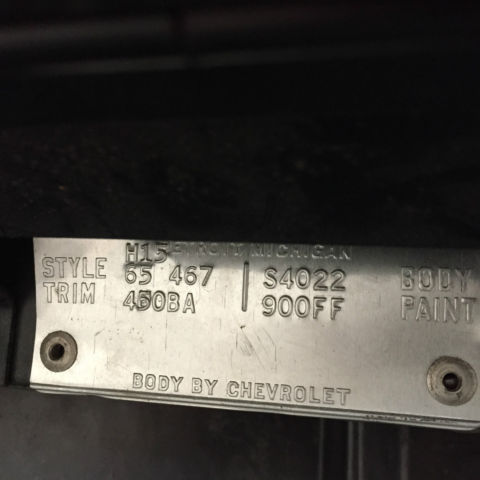 H15
DETROIT MICHIGAN
STYLE 65 467 S4022 BODY
TRIM 450BA 900FF PAINT
BODY BY CHEVROLET